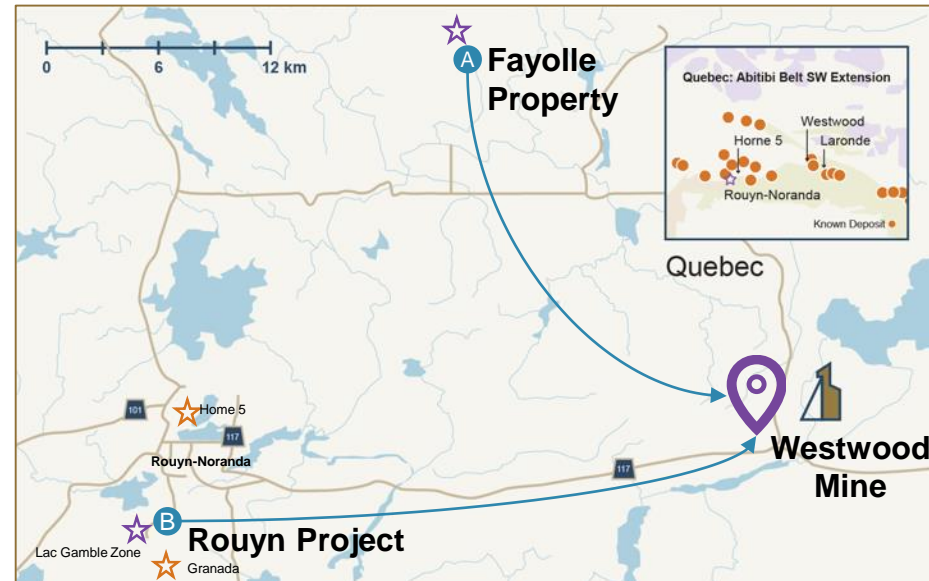 0
6
12 km
A
Fayolle
Property
Quebec: Abitibi Belt SW Extension
Westwood
Horne 5
Laronde
Rouyn-Noranda
Known Deposit
Quebec
101
Home 5
117
Rouyn-Noranda
117
Westwood
Mine
B
Rouyn Project
Lac Gamble Zone
Granada